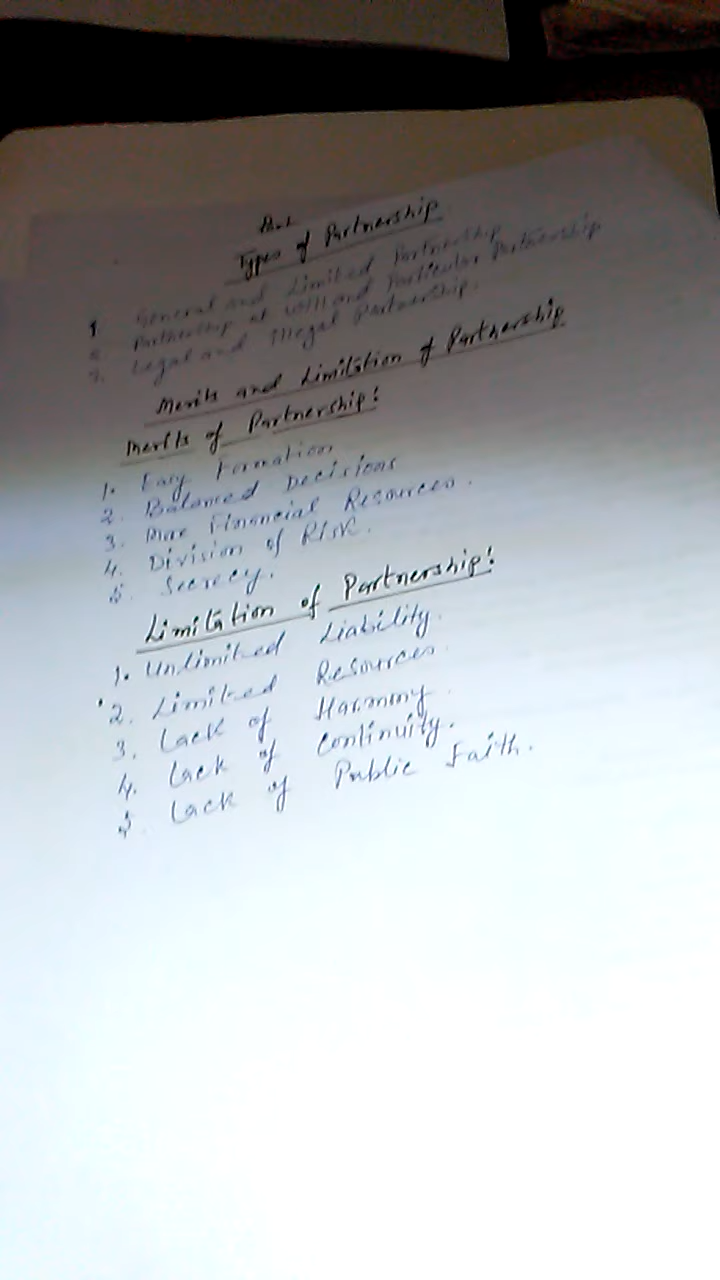 Types of Partnership
1. General and Limited Partnership
2. Partnership at Will and Particular Partnership
3. Legal and Illegal Partnership.
Merits and Limitation of Partnership
Merits of Partnership:
1. Easy Formation
2. Balanced Decisions
3. More Financial Resources.
4. Division of Risk.
5. Secrecy.
Limitation of Partnership:
1. Unlimited Liability.
2. Limited Resources.
3. Lack of Harmony.
4. Lack of Continuity.
5. Lack of Public Faith.